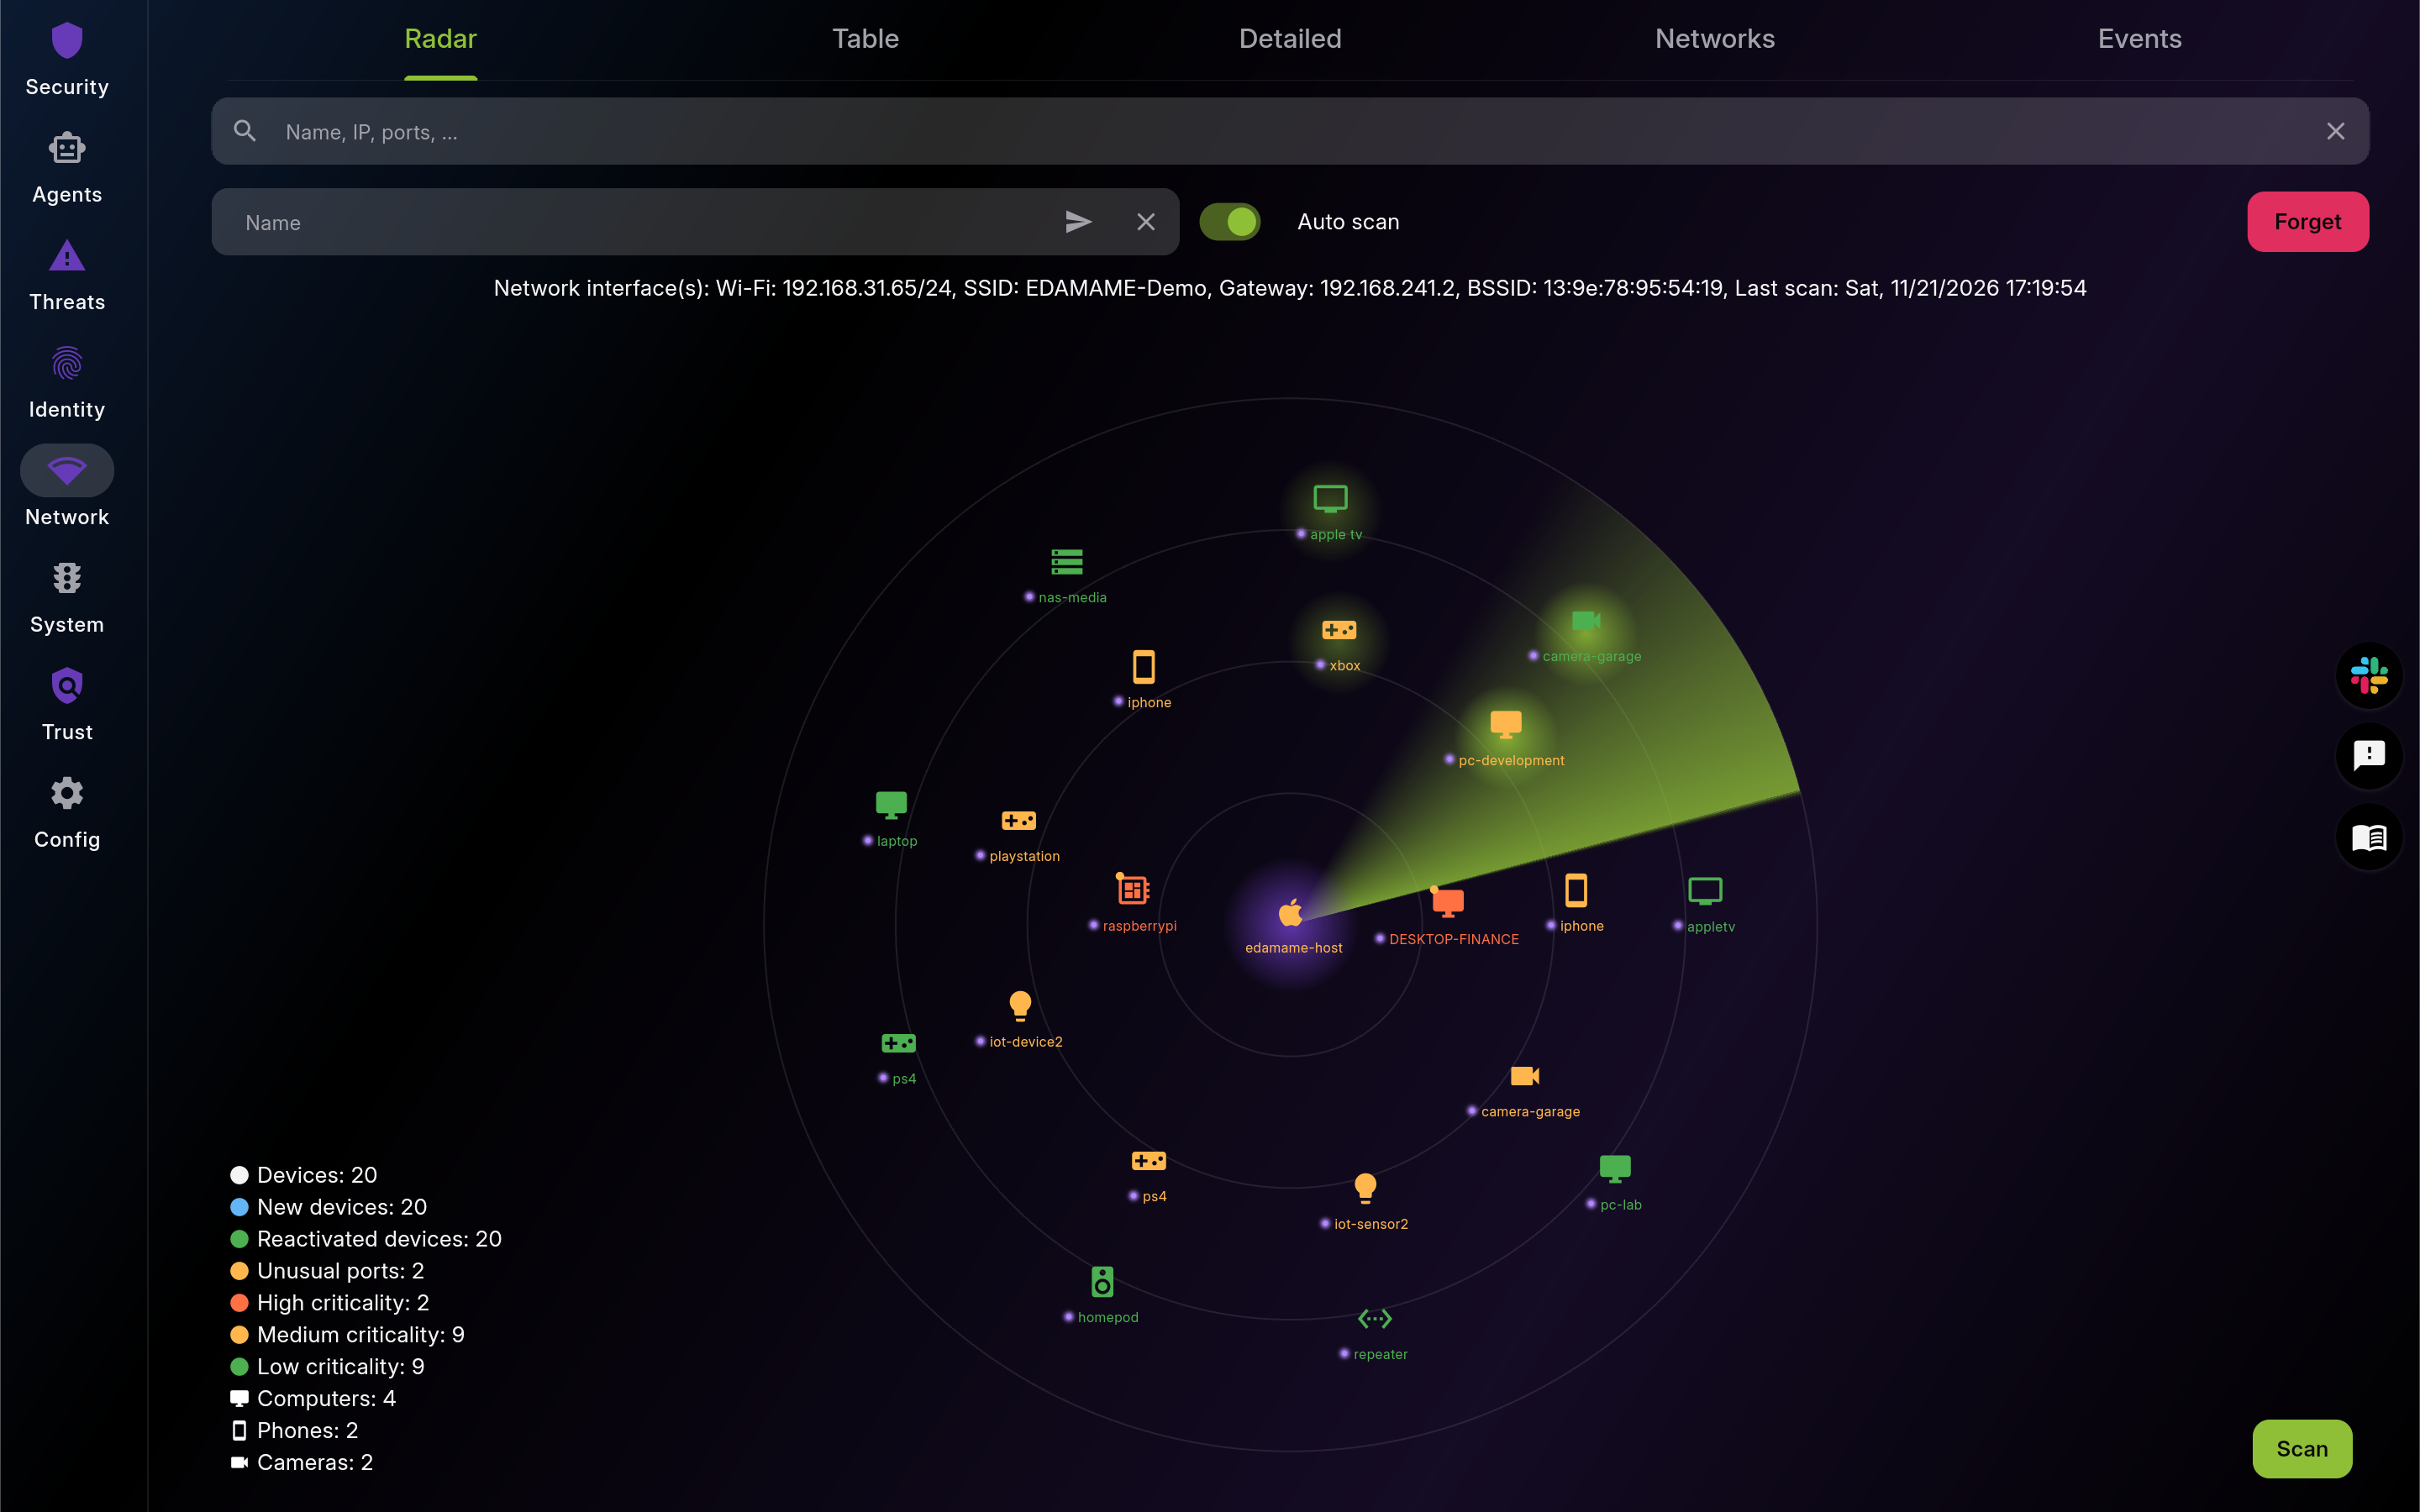 Security
Agents
Threats
Identity
Network
System
Trust
Config
Radar
Table
Detailed
Networks
Events
Name, IP, ports, ...
Name
Auto scan
Forget
Network interface(s): Wi-Fi: 192.168.31.65/24, SSID: EDAMAME-Demo, Gateway: 192.168.241.2, BSSID: 13:9e:78:95:54:19, Last scan: Sat, 11/21/2026 17:19:54
apple tv
nas-media
xbox
camera-garage
iphone
pc-development
laptop
playstation
raspberrypi
edamame-host
DESKTOP-FINANCE
iphone
appletv
iot-device2
ps4
camera-garage
ps4
iot-sensor2
pc-lab
homepod
repeater
Devices: 20
New devices: 20
Reactivated devices: 20
Unusual ports: 2
High criticality: 2
Medium criticality: 9
Low criticality: 9
Computers: 4
Phones: 2
Cameras: 2
Scan